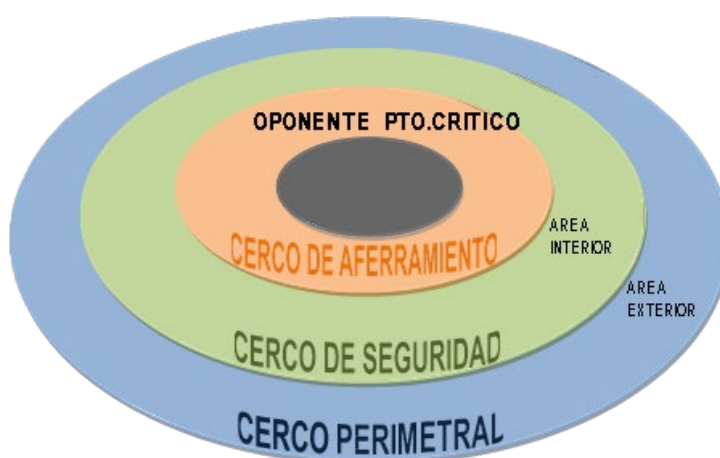 OPONENTE PTO.CRITICO
CERCO DE AFERRAMIENTO
AREA
INTERIOR
AREA
EXTERIOR
CERCO DE SEGURIDAD
CERCO PERIMETRAL